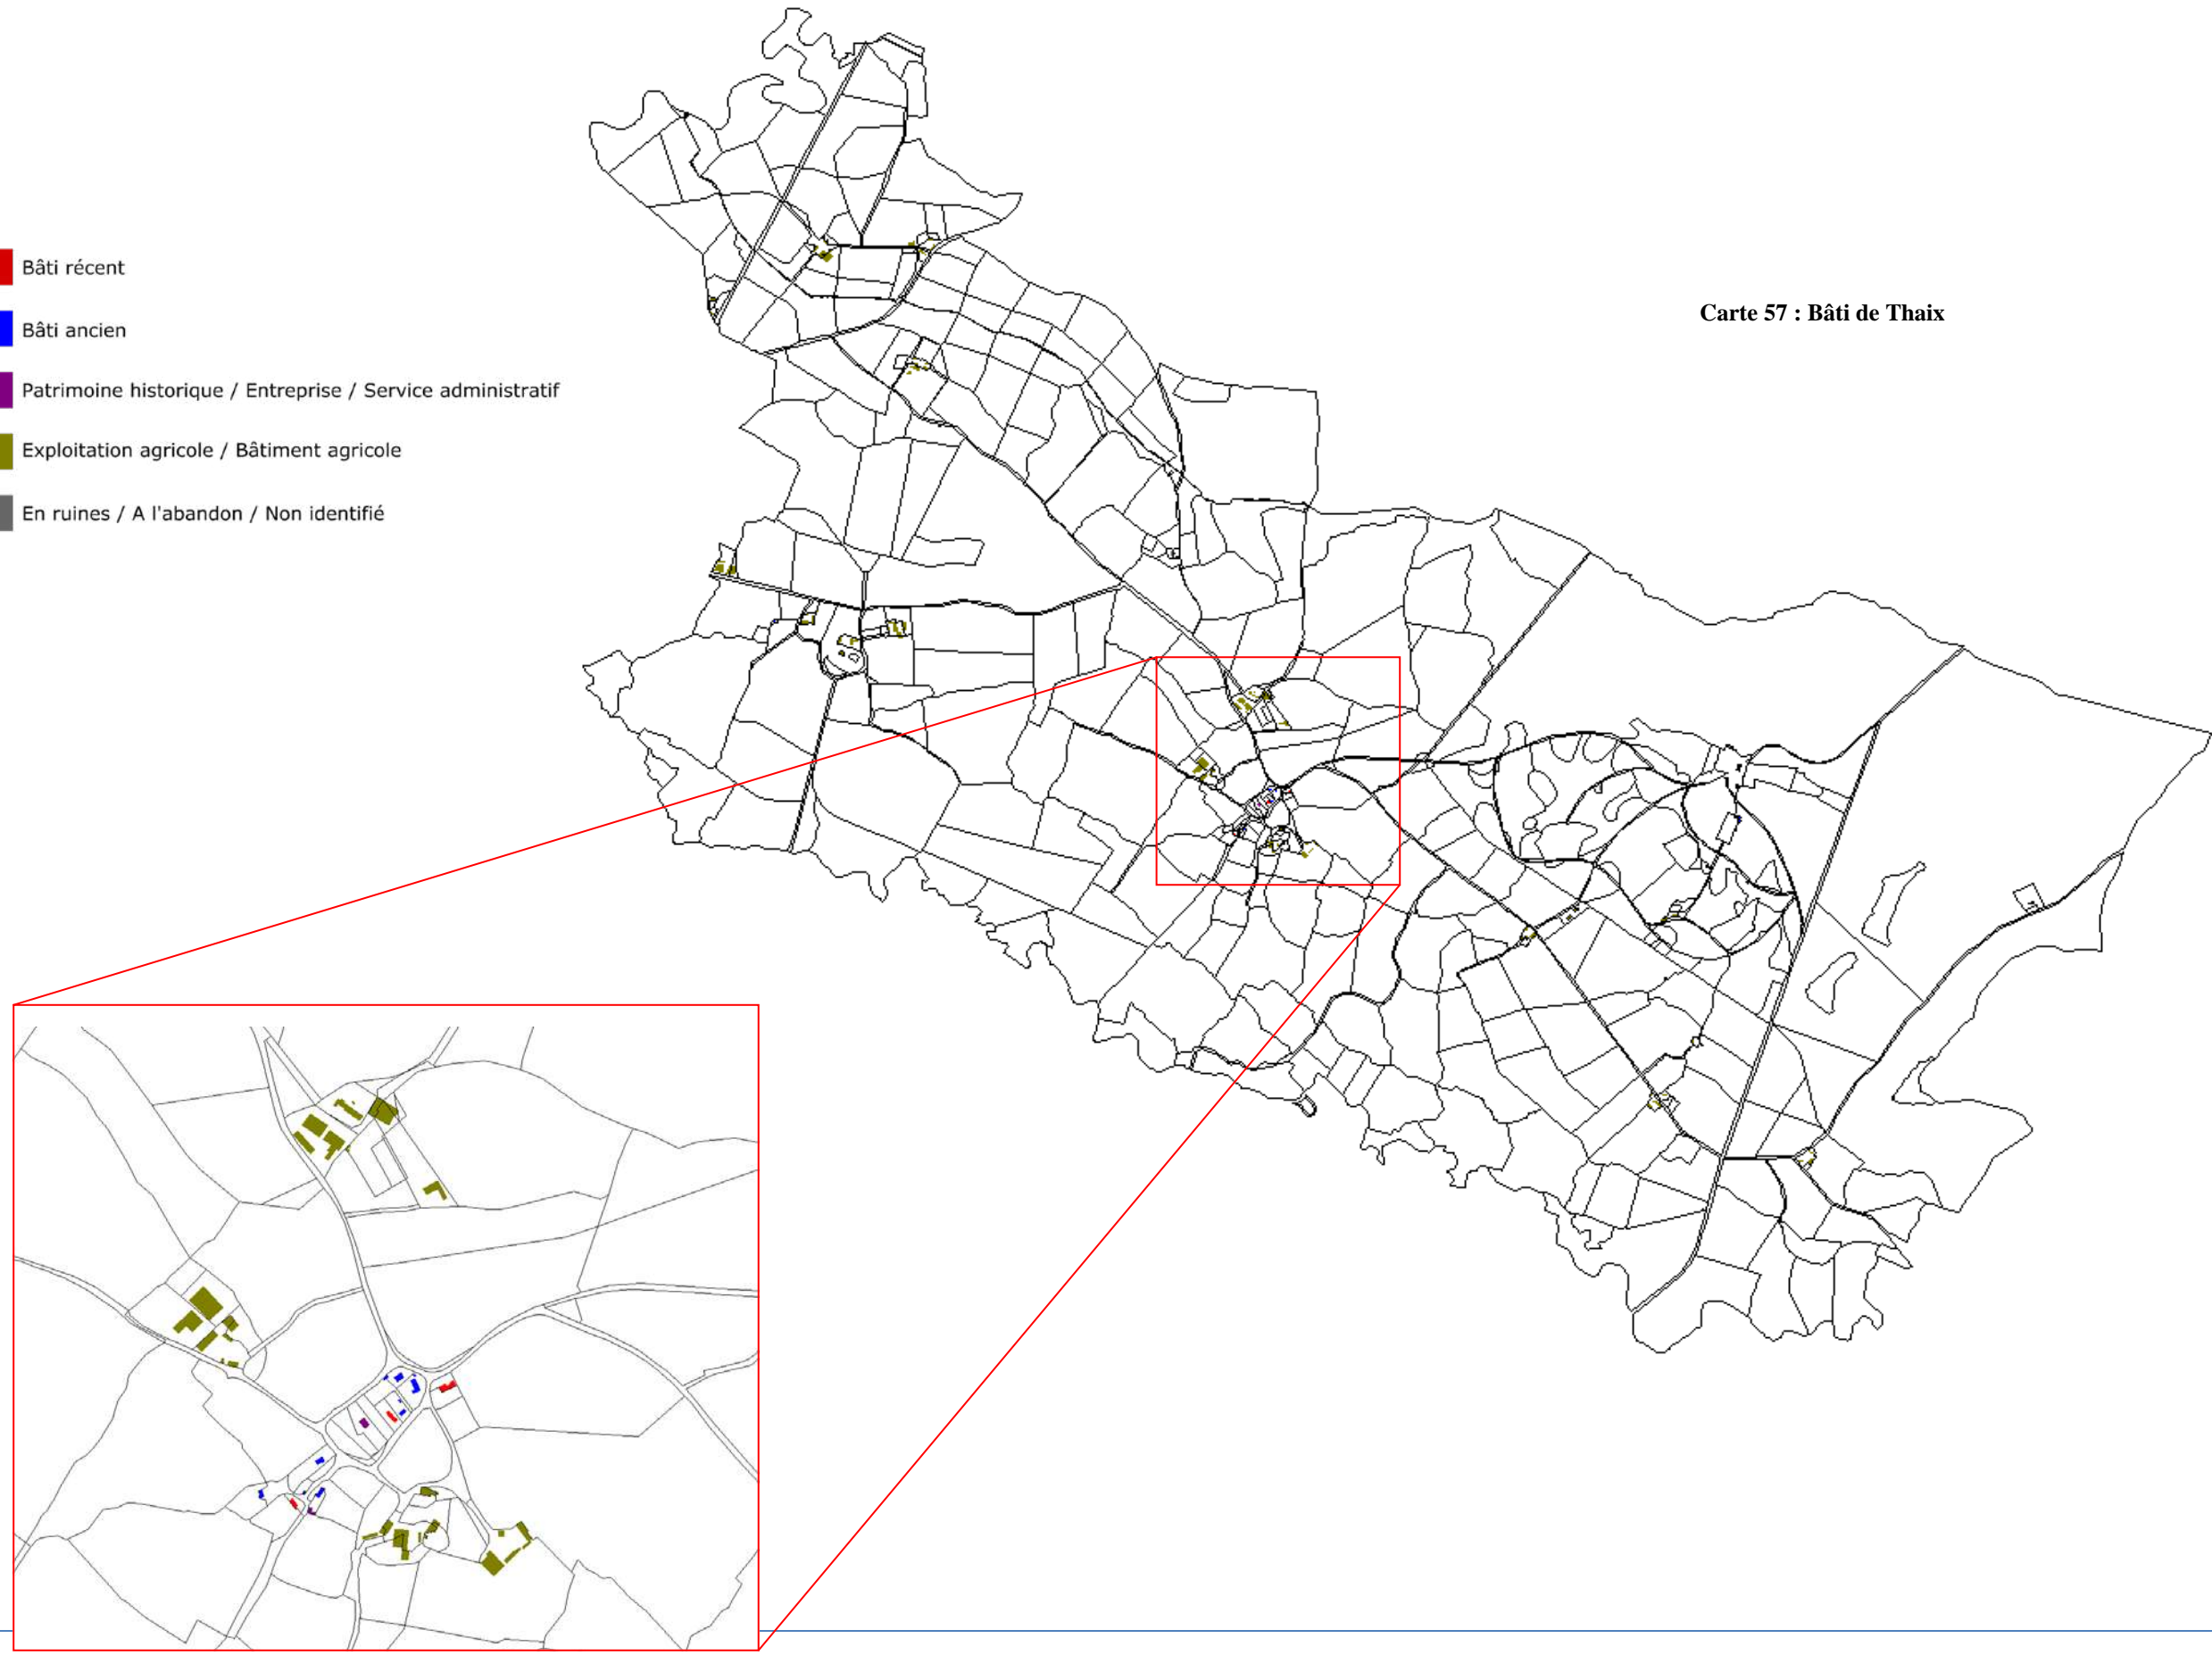 Bâti récent
Bâti ancien
Patrimoine historique / Entreprise / Service administratif
Exploitation agricole / Bâtiment agricole
En ruines / A l'abandon / Non identifié
Carte 57 : Bâti de Thaix